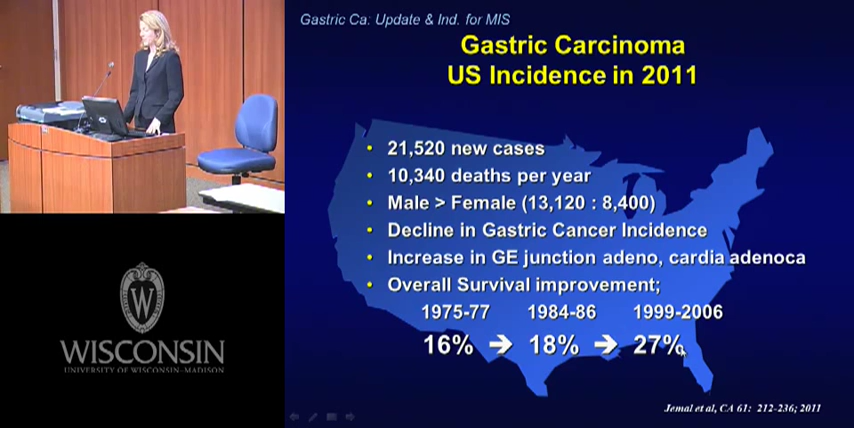 Gastric Ca: Update & Ind. for MIS
Gastric Carcinoma
US Incidence in 2011
• 21,520 new cases
• 10,340 deaths per year
• Male > Female (13,120 : 8,400)
• Decline in Gastric Cancer Incidence
• Increase in GE junction adeno, cardia adenoca
• Overall Survival improvement;
1975-77 1984-86 1999-2006
16% ➔ 18% ➔ 27%
Jemal et al, CA 61: 212-236; 2011
W
WISCONSIN
UNIVERSITY OF WISCONSIN–MADISON